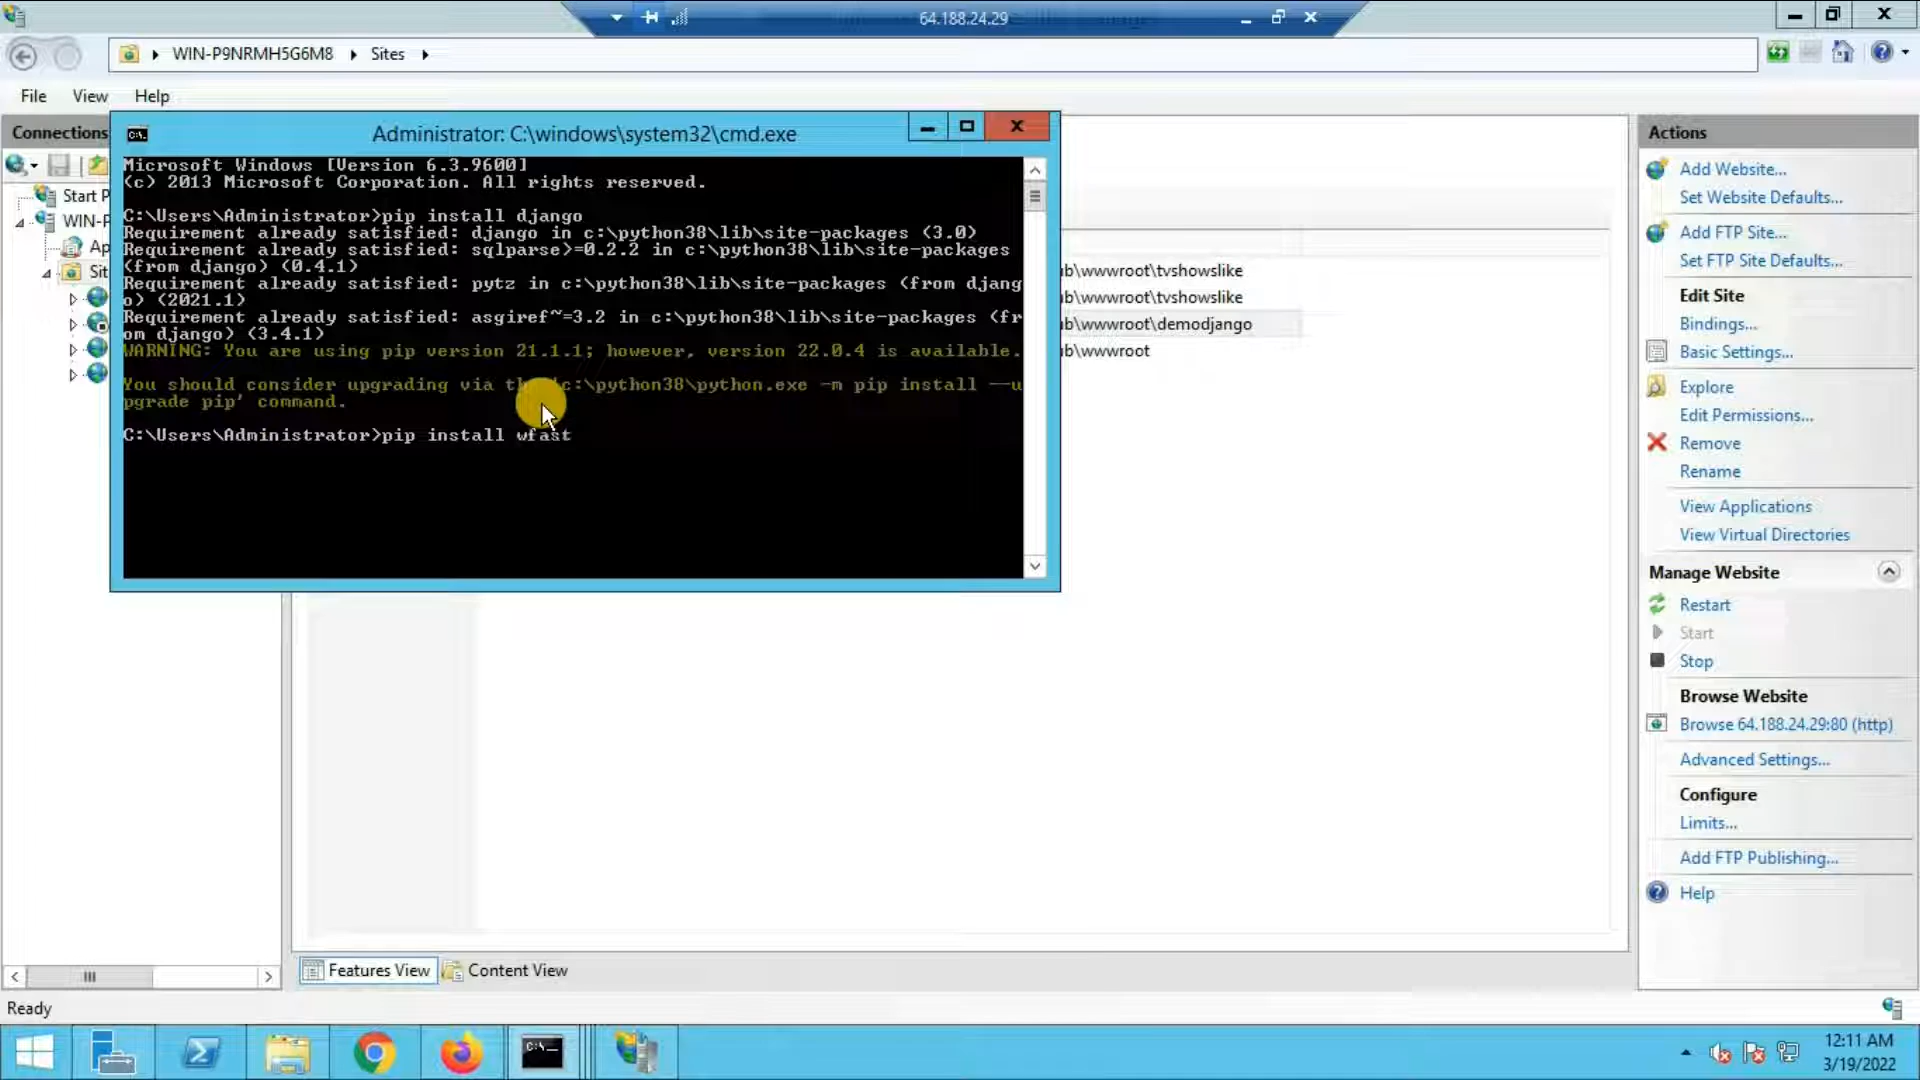 64.188.24.29
WIN-P9NRMH5G6M8 Sites
File View Help
Connections
Start P
WIN-P
Ap
Sit
Administrator: C:\windows\system32\cmd.exe
Microsoft Windows [Version 6.3.9600]
(c) 2013 Microsoft Corporation. All rights reserved.
C:\Users\Administrator>pip install django
Requirement already satisfied: django in c:\python38\lib\site-packages (3.0)
Requirement already satisfied: sqlparse>=0.2.2 in c:\python38\lib\site-packages
(from django) (0.4.1)
Requirement already satisfied: pytz in c:\python38\lib\site-packages (from djang
o) (2021.1)
Requirement already satisfied: asgiref~=3.2 in c:\python38\lib\site-packages (fr
om django) (3.4.1)
WARNING: You are using pip version 21.1.1; however, version 22.0.4 is available.
You should consider upgrading via c:\python38\python.exe -m pip install --u
pgrade pip' command.
C:\Users\Administrator>pip install wfast
ub\wwwroot\tvshowslike
ub\wwwroot\tvshowslike
ub\wwwroot\demodjango
ub\wwwroot
Actions
Add Website...
Set Website Defaults...
Add FTP Site...
Set FTP Site Defaults...
Edit Site
Bindings...
Basic Settings...
Explore
Edit Permissions...
Remove
Rename
View Applications
View Virtual Directories
Manage Website
Restart
Start
Stop
Browse Website
Browse 64.188.24.29:80 (http)
Advanced Settings...
Configure
Limits...
Add FTP Publishing...
Help
Features View Content View
Ready
12:11 AM
3/19/2022